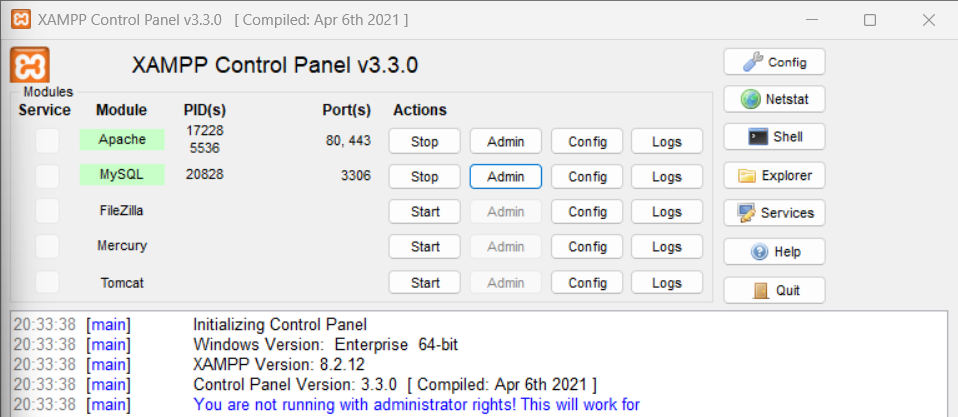 XAMPP Control Panel v3.3.0 [ Compiled: Apr 6th 2021 ]
XAMPP Control Panel v3.3.0
Config
Modules
Service Module PID(s) Port(s) Actions
Netstat
Apache 17228 5536 80, 443 Stop Admin Config Logs
Shell
MySQL 20828 3306 Stop Admin Config Logs
Explorer
FileZilla Start Admin Config Logs
Services
Mercury Start Admin Config Logs
Help
Tomcat Start Admin Config Logs
Quit
20:33:38 [main] Initializing Control Panel
20:33:38 [main] Windows Version: Enterprise 64-bit
20:33:38 [main] XAMPP Version: 8.2.12
20:33:38 [main] Control Panel Version: 3.3.0 [ Compiled: Apr 6th 2021 ]
20:33:38 [main] You are not running with administrator rights! This will work for